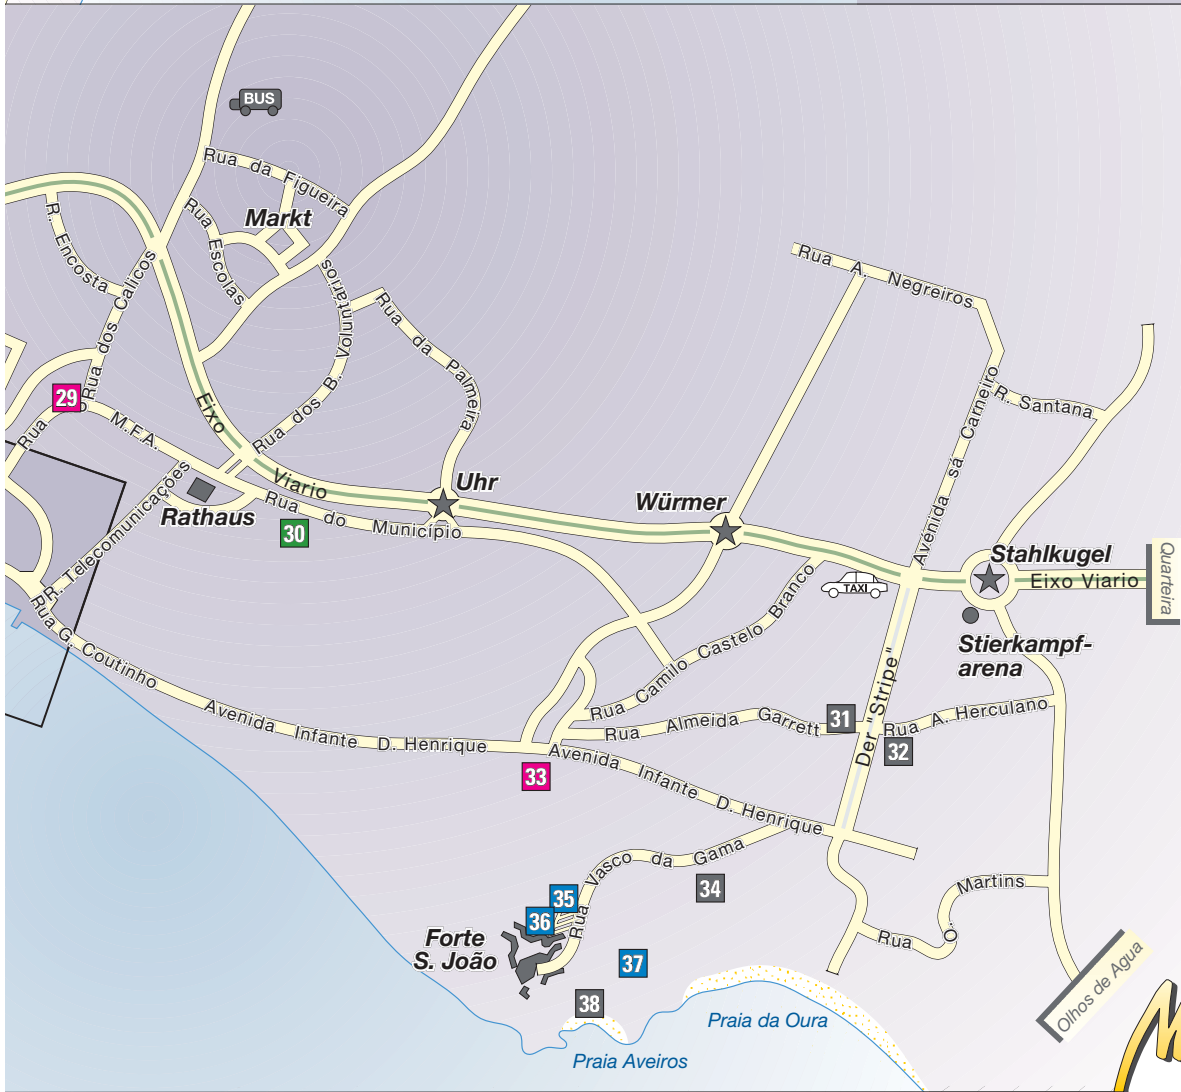 BUS
Rua da Figueira
Markt
Rua Escolas
R. Encosta
Rua dos Calicos
Rua dos B. Voluntarios
Rua da Palmeira
Rua A. Negreiros
29
Rua
M.F.A.
Eixo Viario
Avenida sá Carneiro
R. Santana
Uhr
Würmer
Rathaus
R. Telecomunicações
30
Rua do Municipio
Stahlkugel
Eixo Viario
Quarteira
TAXI
Stierkampf-
arena
Rua G. Coutinho
Rua Camilo Castelo Branco
Rua Almeida Garrett
31
Der "Stripe"
Rua A. Herculano
32
Avenida Infante D. Henrique
33
Avenida Infante D. Henrique
Rua Vasco da Gama
34
35
36
Forte
S. João
37
38
Rua O. Martins
Olhos de Agua
Praia da Oura
Praia Aveiros